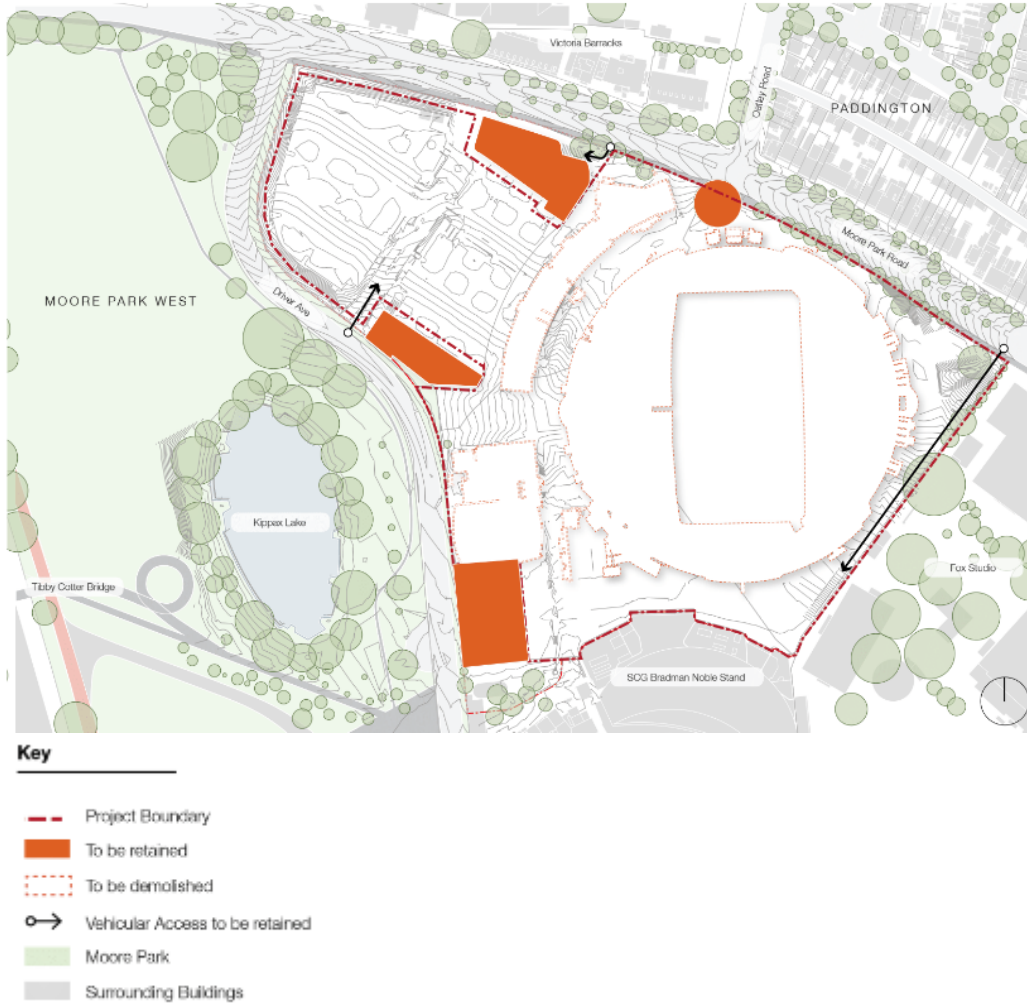 Victoria Barracks
Oatley Road
PADDINGTON
Moore Park Road
MOORE PARK WEST
Driver Ave
Kippax Lake
Fox Studio
Tibby Cotter Bridge
SCG Bradman Noble Stand
Key
Project Boundary
To be retained
To be demolished
Vehicular Access to be retained
Moore Park
Surrounding Buildings